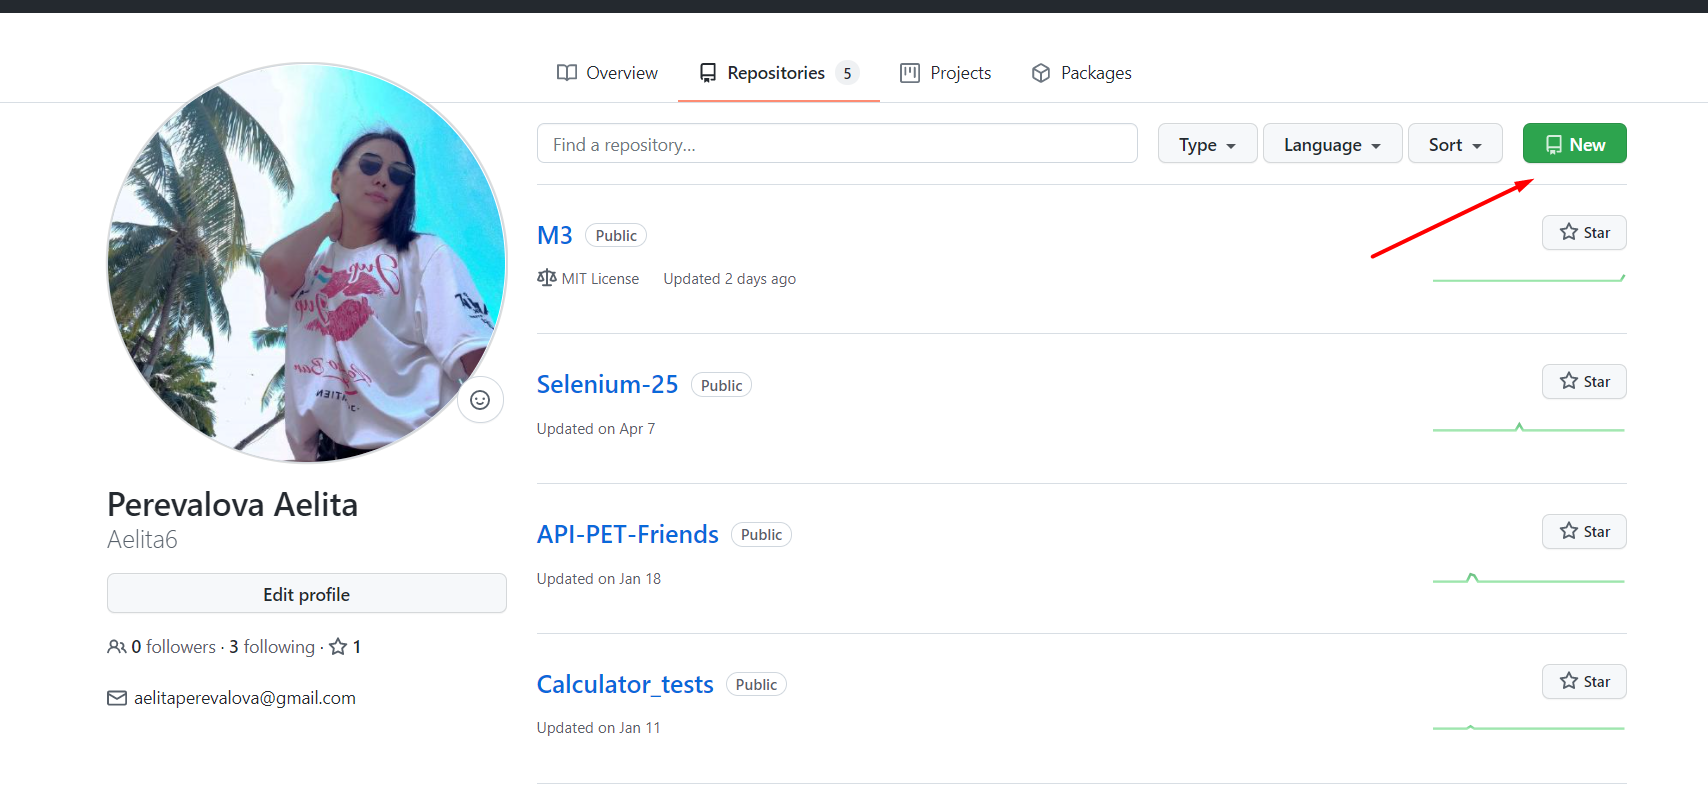 Overview Repositories 5 Projects Packages
Find a repository... Type Language Sort New
M3 Public Star
MIT License Updated 2 days ago
Selenium-25 Public Star
Updated on Apr 7
API-PET-Friends Public Star
Updated on Jan 18
Calculator_tests Public Star
Updated on Jan 11
Perevalova Aelita
Aelita6
Edit profile
0 followers · 3 following · 1
aelitaperevalova@gmail.com